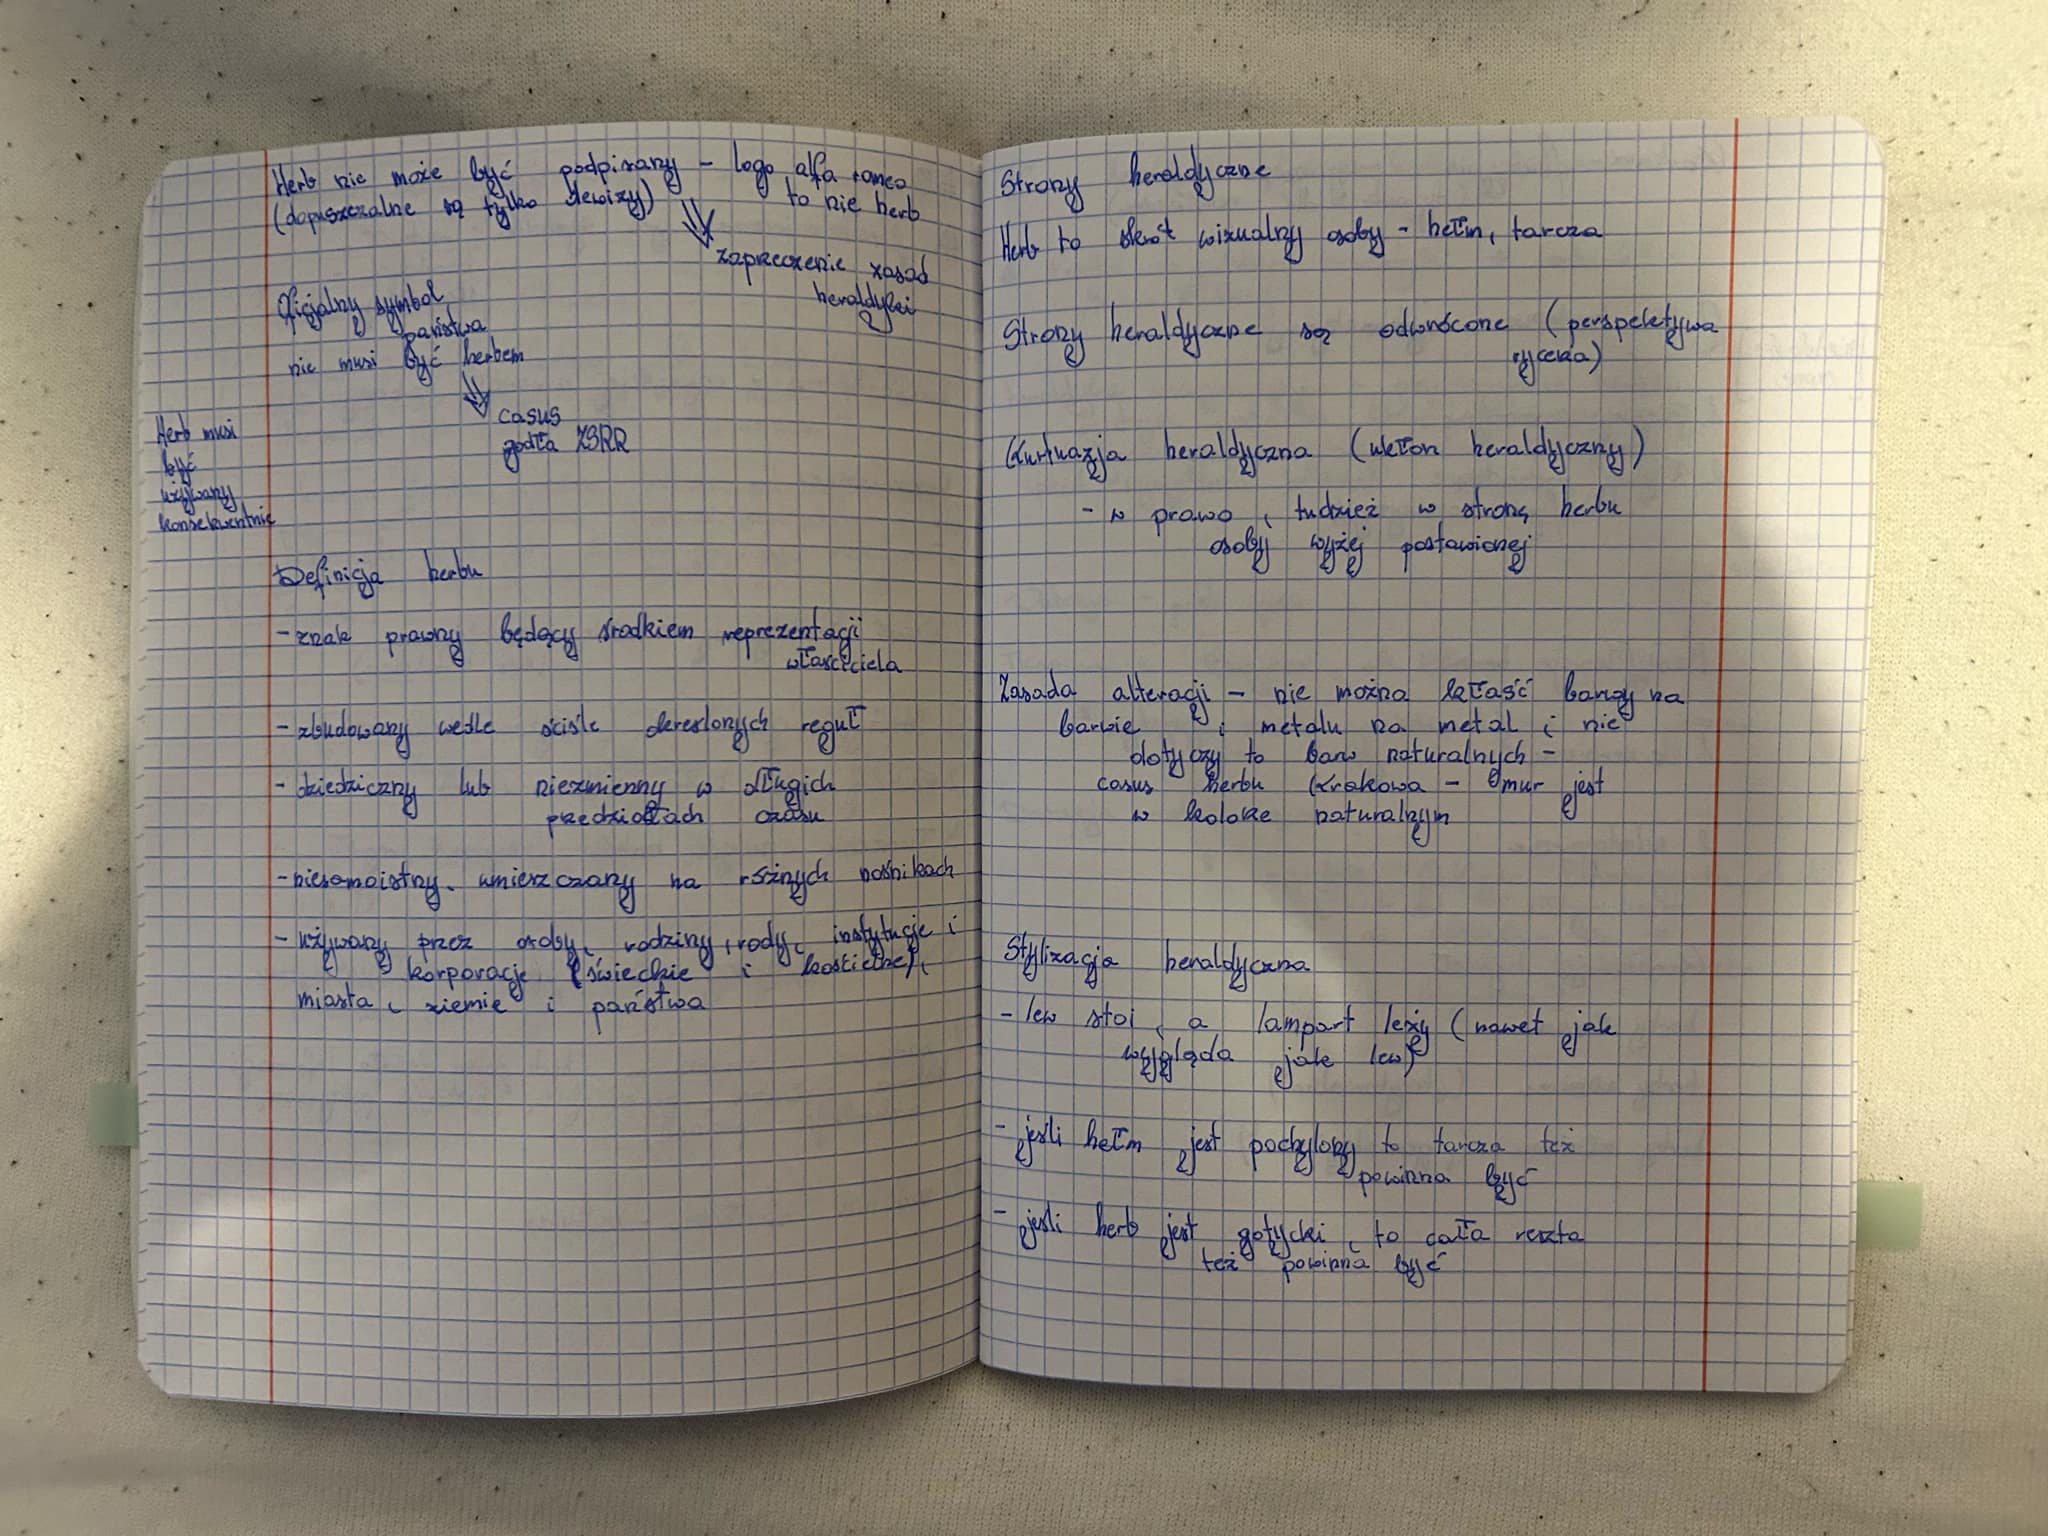 Herb nie może być podpisany - logo alfa romeo
(dopuszczalne są tylko dewizy) to nie herb
zaprzeczenie zasad
heraldyki
Oficjalny symbol
państwa
nie musi być herbem
casus
godła ZSRR
Herb musi
być
używany
konsekwentnie
Definicja herbu
- znak prawny będący środkiem reprezentacji
właściciela
- zbudowany wedle ściśle określonych reguł
- dziedziczny lub niezmienny w długich
przedziałach czasu
- niesamoistny, umieszczany na różnych nośnikach
- używany przez osoby, rodziny, rody, instytucje i
korporacje (świeckie i kościelne),
miasta, ziemie i państwa
Strony heraldyczne
Herb to skrót wizualny osoby - hełm, tarcza
Strony heraldyczne są odwrócone (perspektywa
rycerza)
Kurtuazja heraldyczna (ukłon heraldyczny)
- w prawo, tudzież w stronę herbu
osoby wyżej postawionej
Zasada alteracji - nie można kłaść barwy na
barwie i metalu na metal i nie
dotyczy to barw naturalnych -
casus herbu Krakowa - mur jest
w kolorze naturalnym
Stylizacja heraldyczna
- lew stoi, a lampart leży (nawet jak
wygląda jak lew)
- jeśli hełm jest pochylony to tarcza też
powinna być
- jeśli herb jest gotycki, to cała reszta
też powinna być